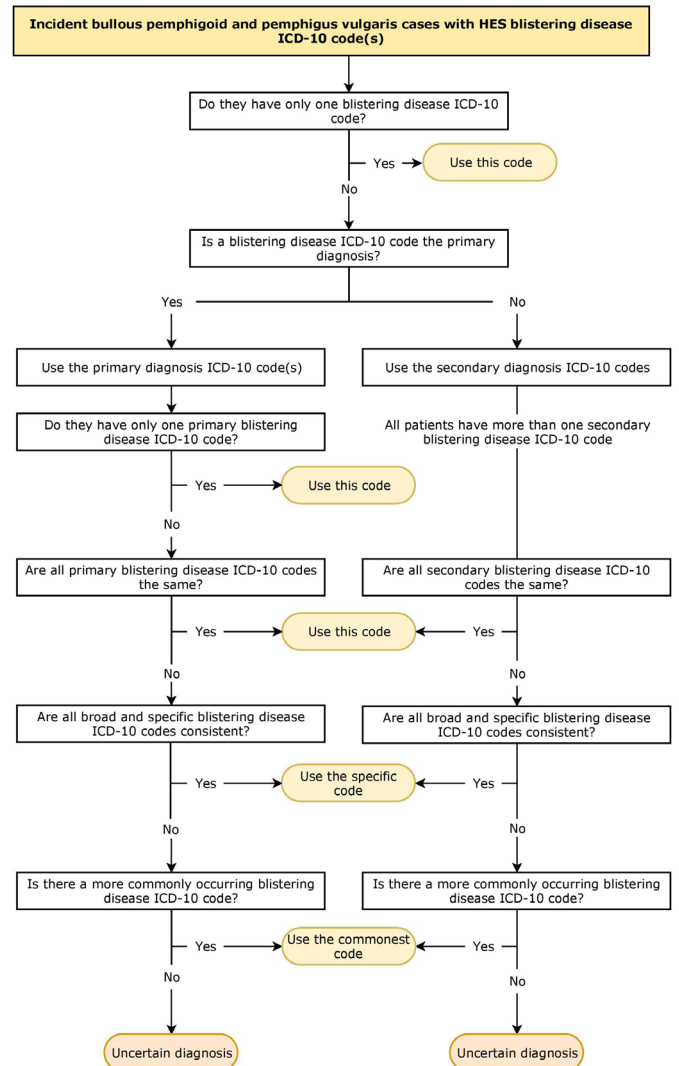 Incident bullous pemphigoid and pemphigus vulgaris cases with HES blistering disease
ICD-10 code(s)
Do they have only one blistering disease ICD-10
code?
Yes
Use this code
No
Is a blistering disease ICD-10 code the primary
diagnosis?
Yes
No
Use the primary diagnosis ICD-10 code(s)
Use the secondary diagnosis ICD-10 codes
Do they have only one primary blistering
disease ICD-10 code?
All patients have more than one secondary
blistering disease ICD-10 code
Yes
Use this code
No
Are all primary blistering disease ICD-10 codes
the same?
Are all secondary blistering disease ICD-10
codes the same?
Yes
Use this code
Yes
No
No
Are all broad and specific blistering disease
ICD-10 codes consistent?
Are all broad and specific blistering disease
ICD-10 codes consistent?
Yes
Use the specific
code
Yes
No
No
Is there a more commonly occurring blistering
disease ICD-10 code?
Is there a more commonly occurring blistering
disease ICD-10 code?
Yes
Use the commonest
code
Yes
No
No
Uncertain diagnosis
Uncertain diagnosis